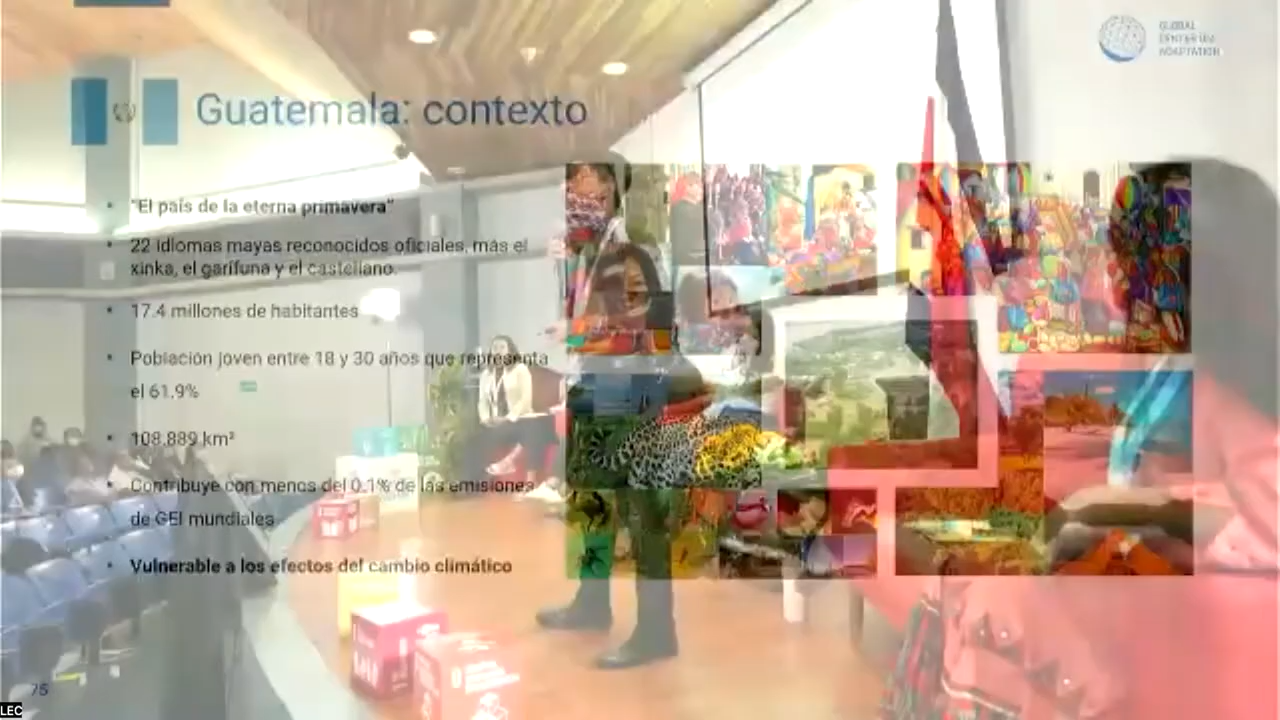 GLOBAL
CENTER ON
ADAPTATION
Guatemala: contexto
"El país de la eterna primavera"
22 idiomas mayas reconocidos oficiales, más el
xinka, el garífuna y el castellano.
17.4 millones de habitantes
Población joven entre 18 y 30 años que representa
el 61.9%
108,889 km²
Contribuye con menos del 0.1% de las emisiones
de GEI mundiales
Vulnerable a los efectos del cambio climático
75
LEC